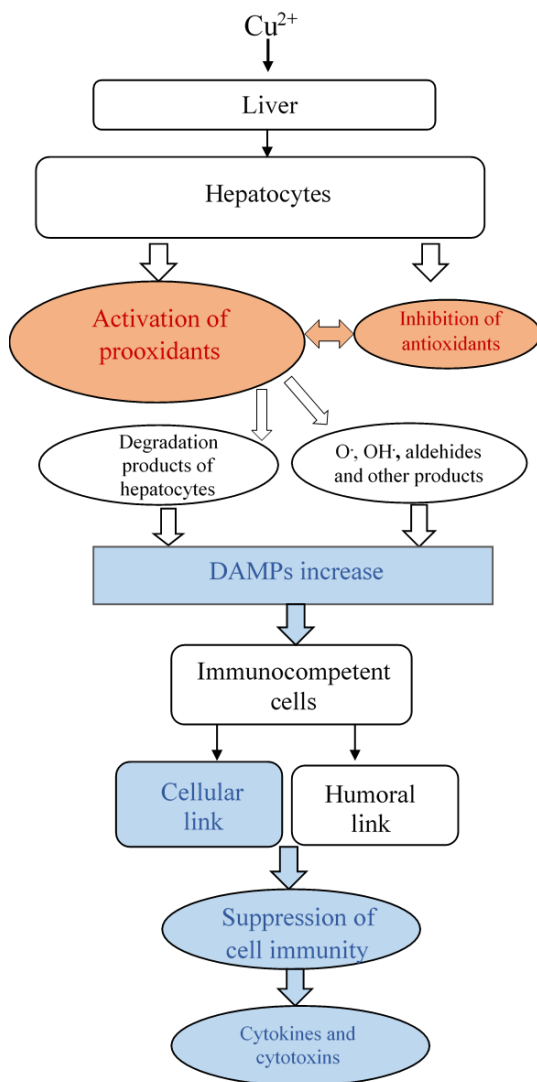 Cu²⁺
Liver
Hepatocytes
Activation of
prooxidants
Inhibition of
antioxidants
Degradation
products of
hepatocytes
O·, OH·, aldehydes
and other products
DAMPs increase
Immunocompetent
cells
Cellular
link
Humoral
link
Suppression of
cell immunity
Cytokines and
cytotoxins